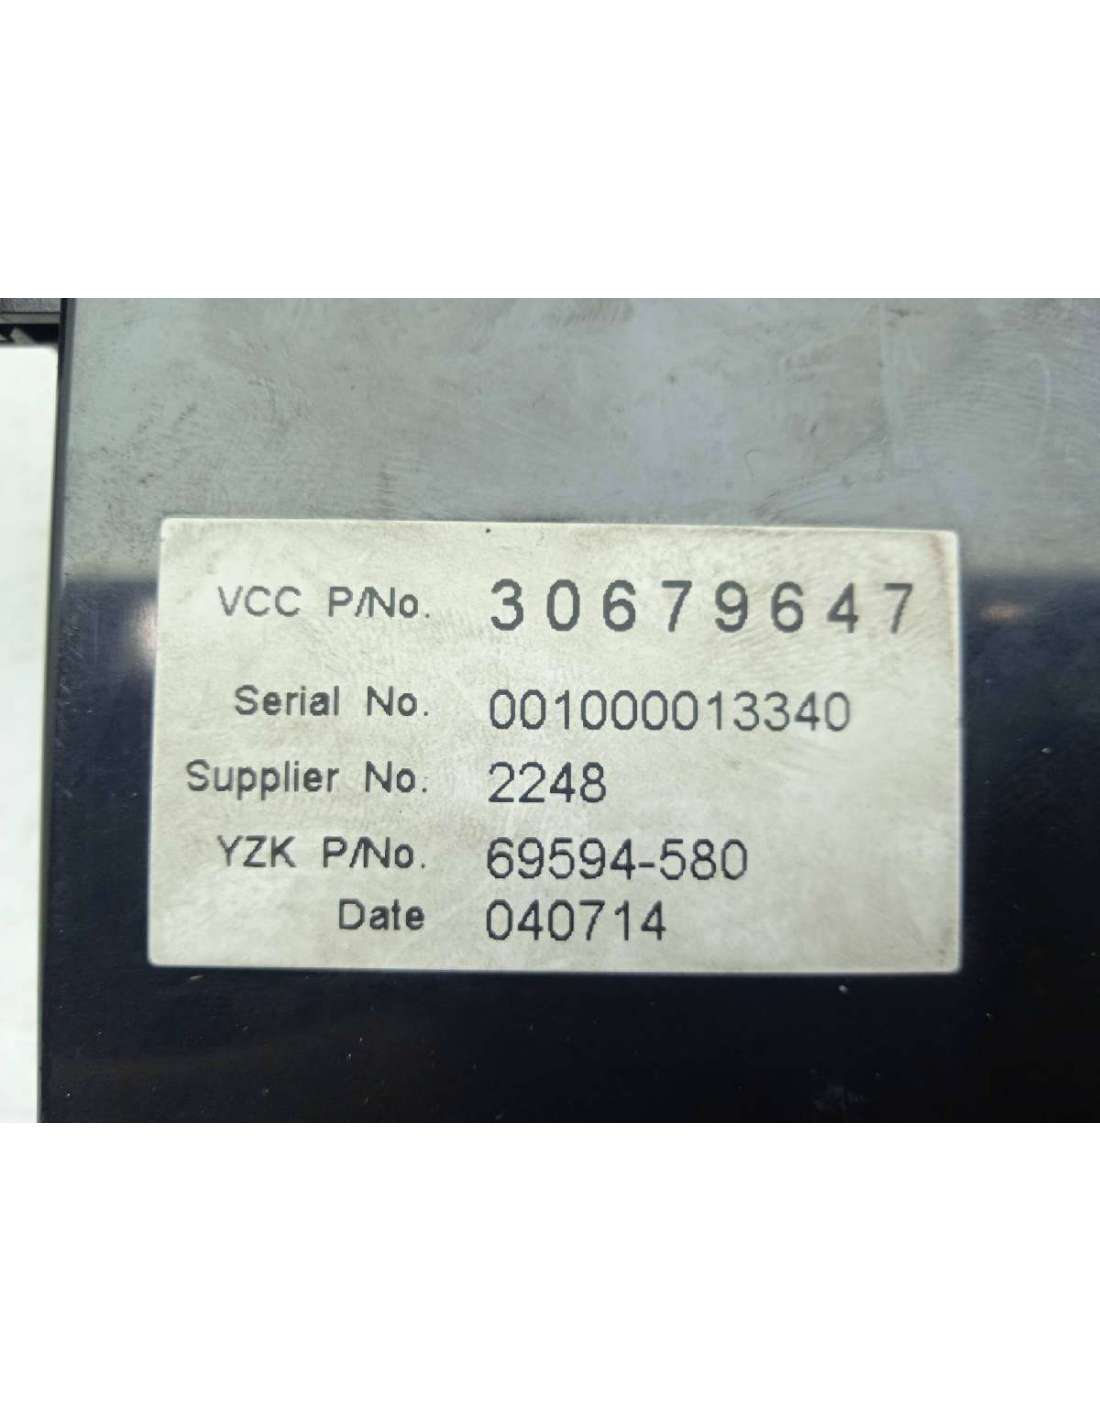 VCC P/No. 30679647
Serial No. 001000013340
Supplier No. 2248
YZK P/No. 69594-580
Date 040714